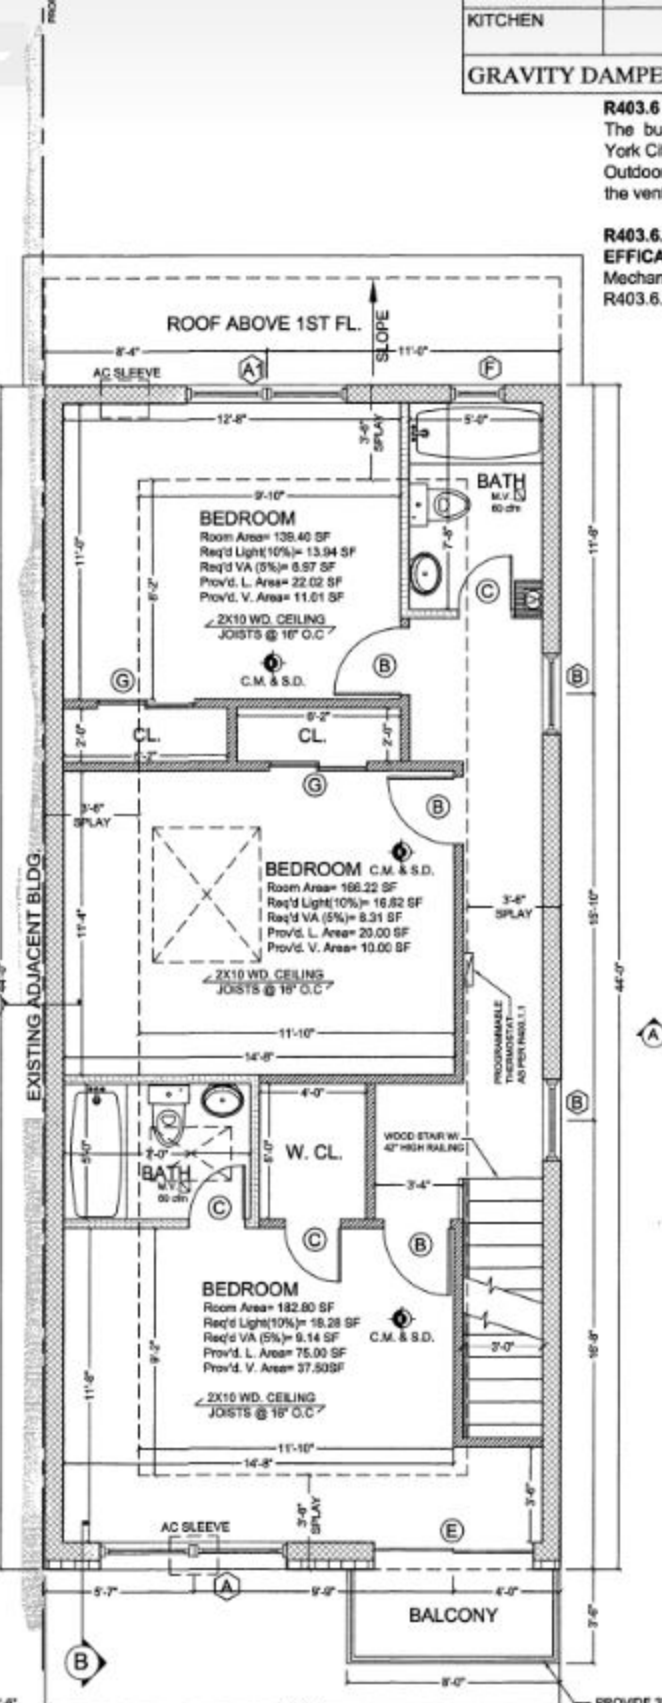 KITCHEN
GRAVITY DAMPE
R403.6
The bu
York Ci
Outdoo
the ven
R403.6.
EFFICA
Mechan
R403.6.
ROOF ABOVE 1ST FL.
SLOPE
8'-4"
11'-0"
AC SLEEVE
A1
F
12'-8"
3'-6"
SPLAY
5'-0"
9'-10"
BATH
M.V.
60 cfm
BEDROOM
Room Area= 139.40 SF
Req'd Light(10%)= 13.94 SF
Req'd VA (5%)= 6.97 SF
Prov'd. L. Area= 22.02 SF
Prov'd. V. Area= 11.01 SF
11'-0"
8'-2"
7'-8"
2X10 WD. CEILING
JOISTS @ 16" O.C
C
C.M. & S.D.
B
G
B
CL.
2'-0"
6'-2"
CL.
2'-0"
G
B
3'-6"
SPLAY
BEDROOM
C.M. & S.D.
Room Area= 166.22 SF
Req'd Light(10%)= 16.62 SF
Req'd VA (5%)= 8.31 SF
Prov'd. L. Area= 20.00 SF
Prov'd. V. Area= 10.00 SF
3'-6"
SPLAY
15'-10"
11'-4"
EXISTING ADJACENT BLDG.
2X10 WD. CEILING
JOISTS @ 16" O.C
44'-0"
11'-10"
14'-8"
PROGRAMMABLE
THERMOSTAT
A
B
4'-0"
5'-0"
BATH
M.V.
60 cfm
W. CL.
WOOD STAIR W/
42" HIGH RAILING
3'-4"
C
C
B
BEDROOM
Room Area= 182.80 SF
Req'd Light(10%)= 18.28 SF
Req'd VA (5%)= 9.14 SF
Prov'd. L. Area= 75.00 SF
Prov'd. V. Area= 37.50SF
C.M. & S.D.
3'-0"
16'-8"
9'-2"
11'-8"
2X10 WD. CEILING
JOISTS @ 16" O.C
11'-10"
14'-8"
3'-6"
SPLAY
3'-6"
AC SLEEVE
E
5'-7"
A
9'-9"
4'-0"
BALCONY
3'-6"
B
8'-0"